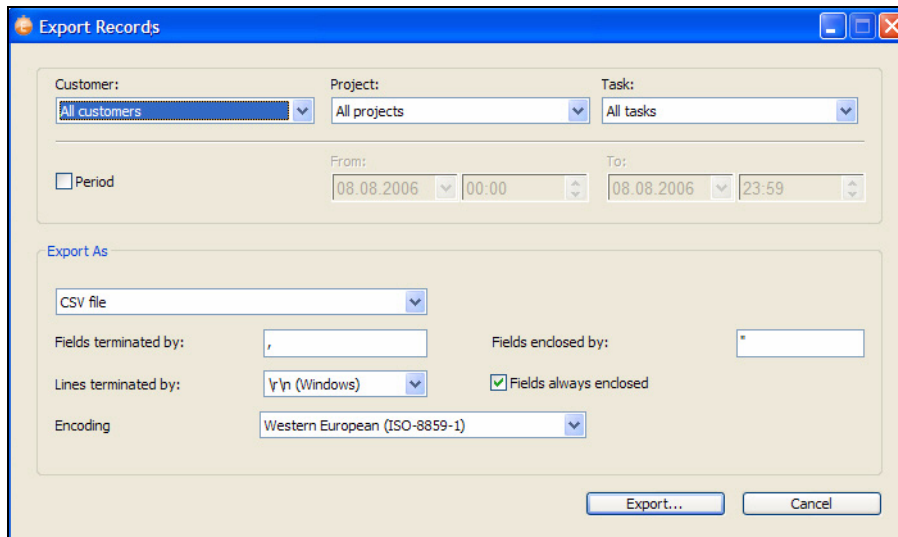 Export Records
Customer: Project: Task:
All customers All projects All tasks
From: To:
Period 08.08.2006 00:00 08.08.2006 23:59
Export As
CSV file
Fields terminated by: , Fields enclosed by: "
Lines terminated by: \r\n (Windows) Fields always enclosed
Encoding Western European (ISO-8859-1)
Export... Cancel